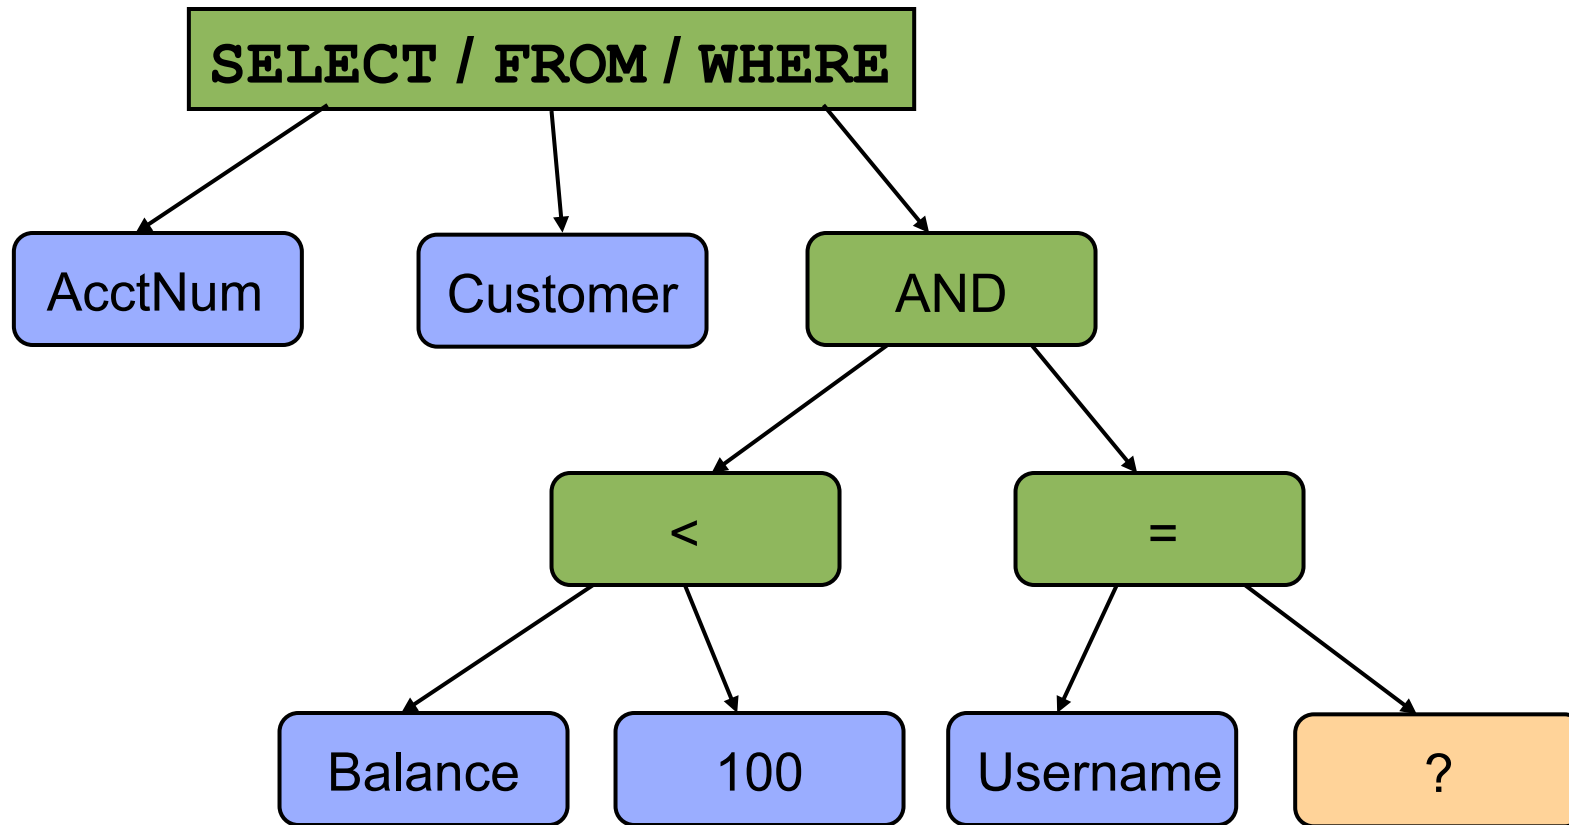 SELECT / FROM / WHERE
AcctNum
Customer
AND
<
=
Balance
100
Username
?